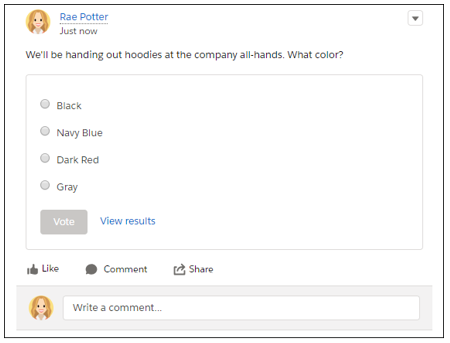 Rae Potter
Just now
We'll be handing out hoodies at the company all-hands. What color?
Black
Navy Blue
Dark Red
Gray
Vote View results
Like Comment Share
Write a comment...